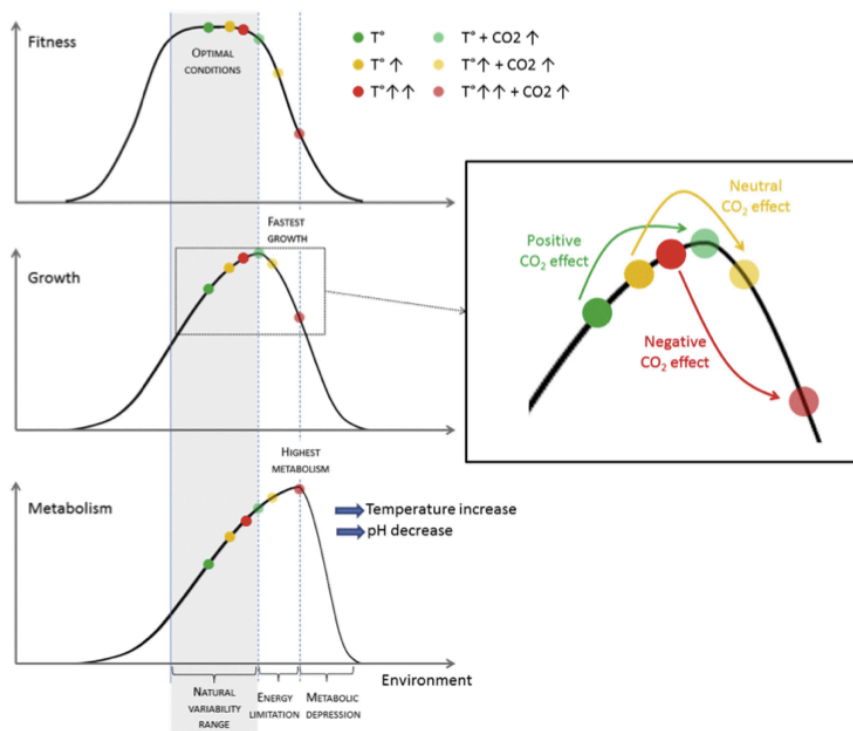 Fitness
OPTIMAL
CONDITIONS
T°
T° + CO2 ↑
T° ↑
T°↑ + CO2 ↑
T°↑↑
T°↑↑ + CO2 ↑
Growth
FASTEST
GROWTH
Neutral
CO₂ effect
Positive
CO₂ effect
Negative
CO₂ effect
Metabolism
HIGHEST
METABOLISM
Temperature increase
pH decrease
Environment
NATURAL
VARIABILITY
RANGE
ENERGY
LIMITATION
METABOLIC
DEPRESSION